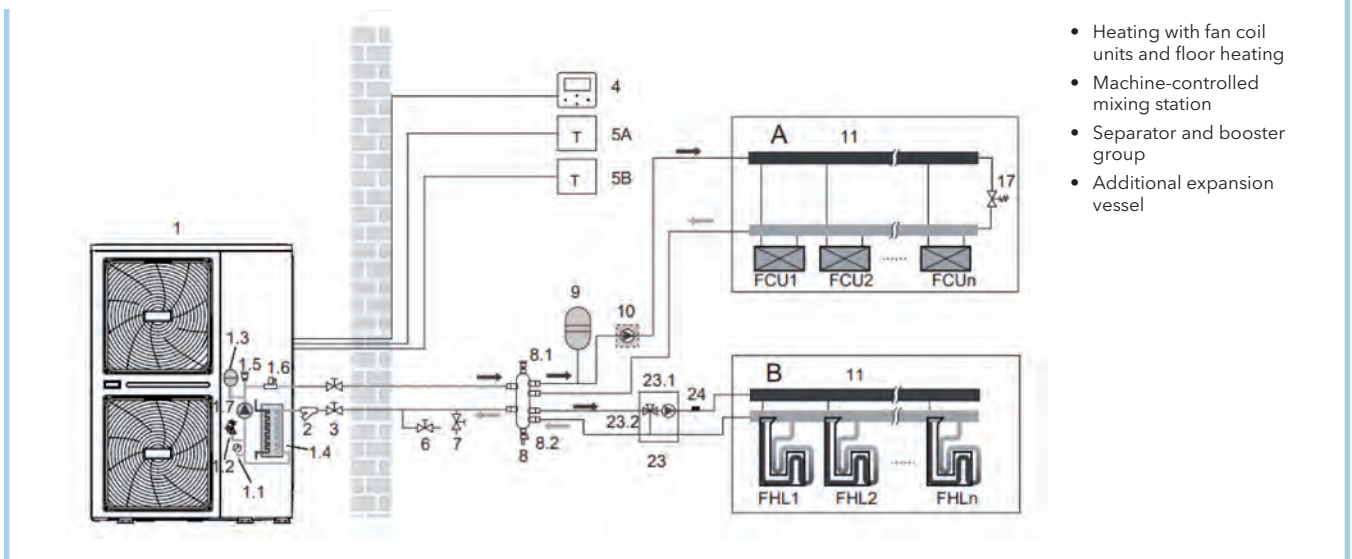 • Heating with fan coil
units and floor heating
• Machine-controlled
mixing station
• Separator and booster
group
• Additional expansion
vessel
4
T 5A
T 5B
A 11
17
FCU1 FCU2 ...... FCUn
1
9
10
1.3
1.5
1.6
8.1
1.7
2 3
6 7
8
8.2
1.2
1.4
1.1
23.1
24
23.2
23
B 11
FHL1 FHL2 ...... FHLn